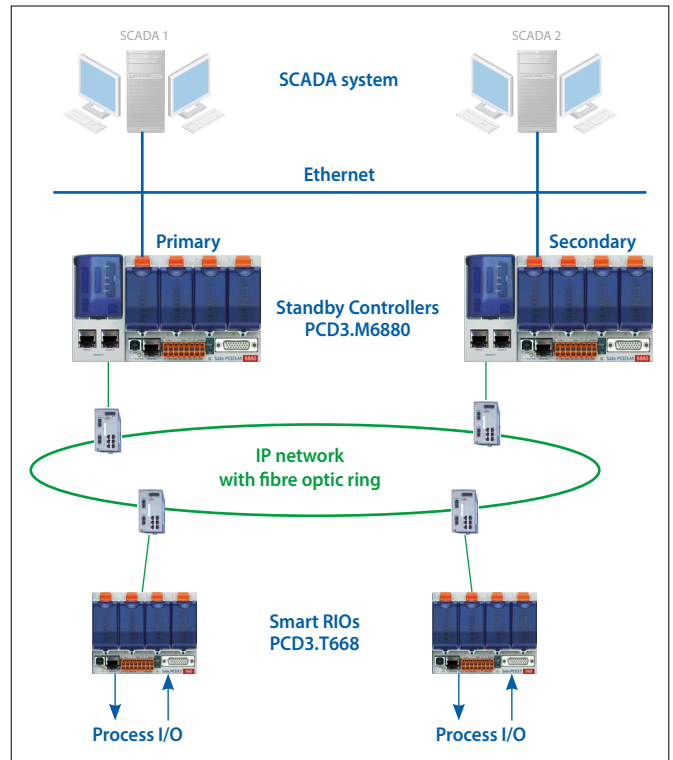 SCADA 1
SCADA 2
SCADA system
Ethernet
Primary
Secondary
Standby Controllers
PCD3.M6880
IP network
with fibre optic ring
Smart RIOs
PCD3.T668
Process I/O
Process I/O